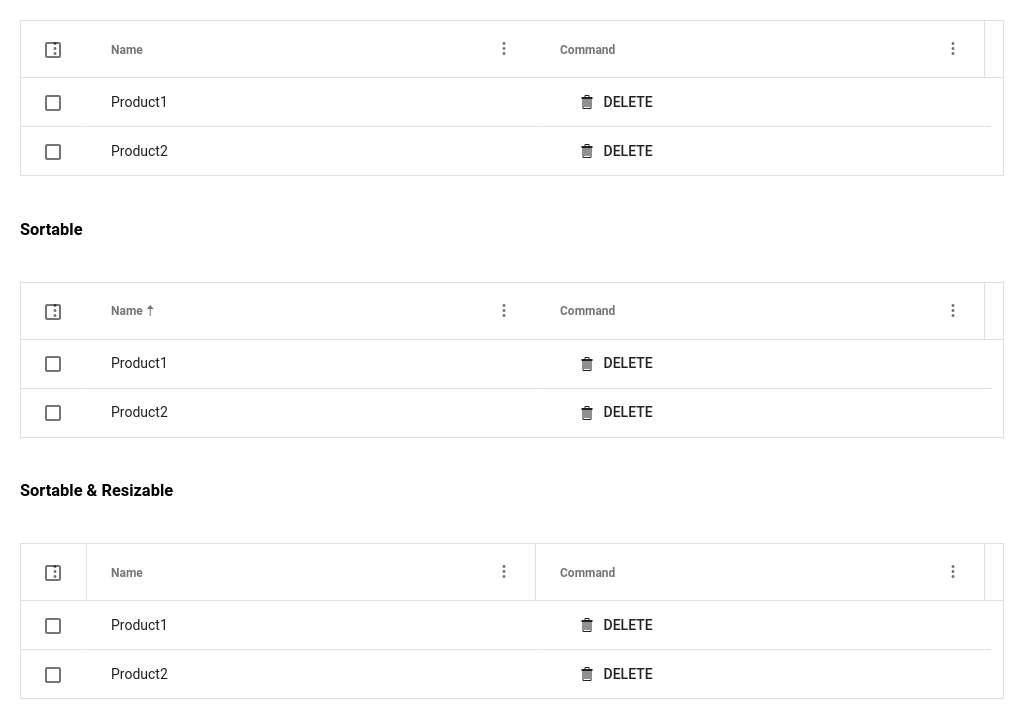 Name Command
Product1 DELETE
Product2 DELETE
Sortable
Name ↑ Command
Product1 DELETE
Product2 DELETE
Sortable & Resizable
Name Command
Product1 DELETE
Product2 DELETE